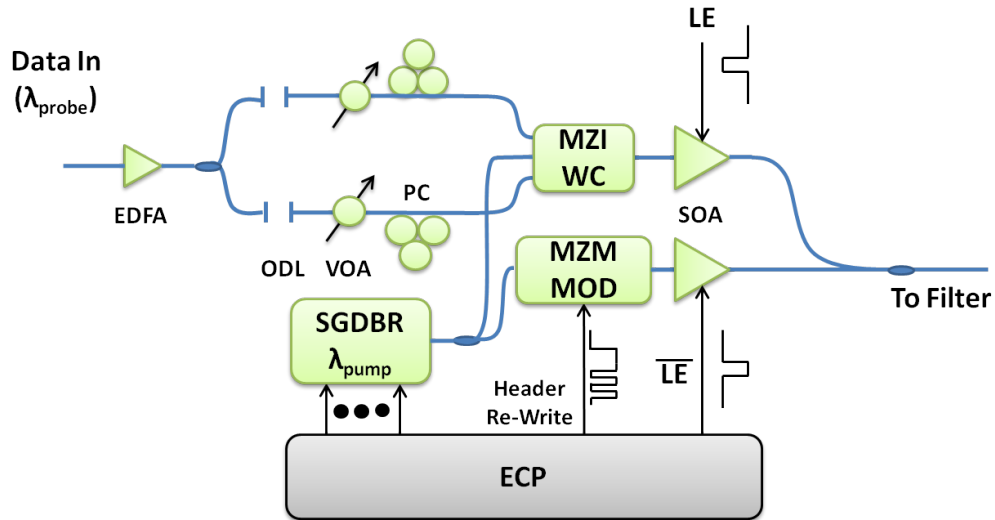 LE
Data In
(λprobe)
MZI
WC
EDFA
PC
SOA
ODL VOA
MZM
MOD
To Filter
SGDBR
λpump
L̅E̅
Header
Re-Write
ECP